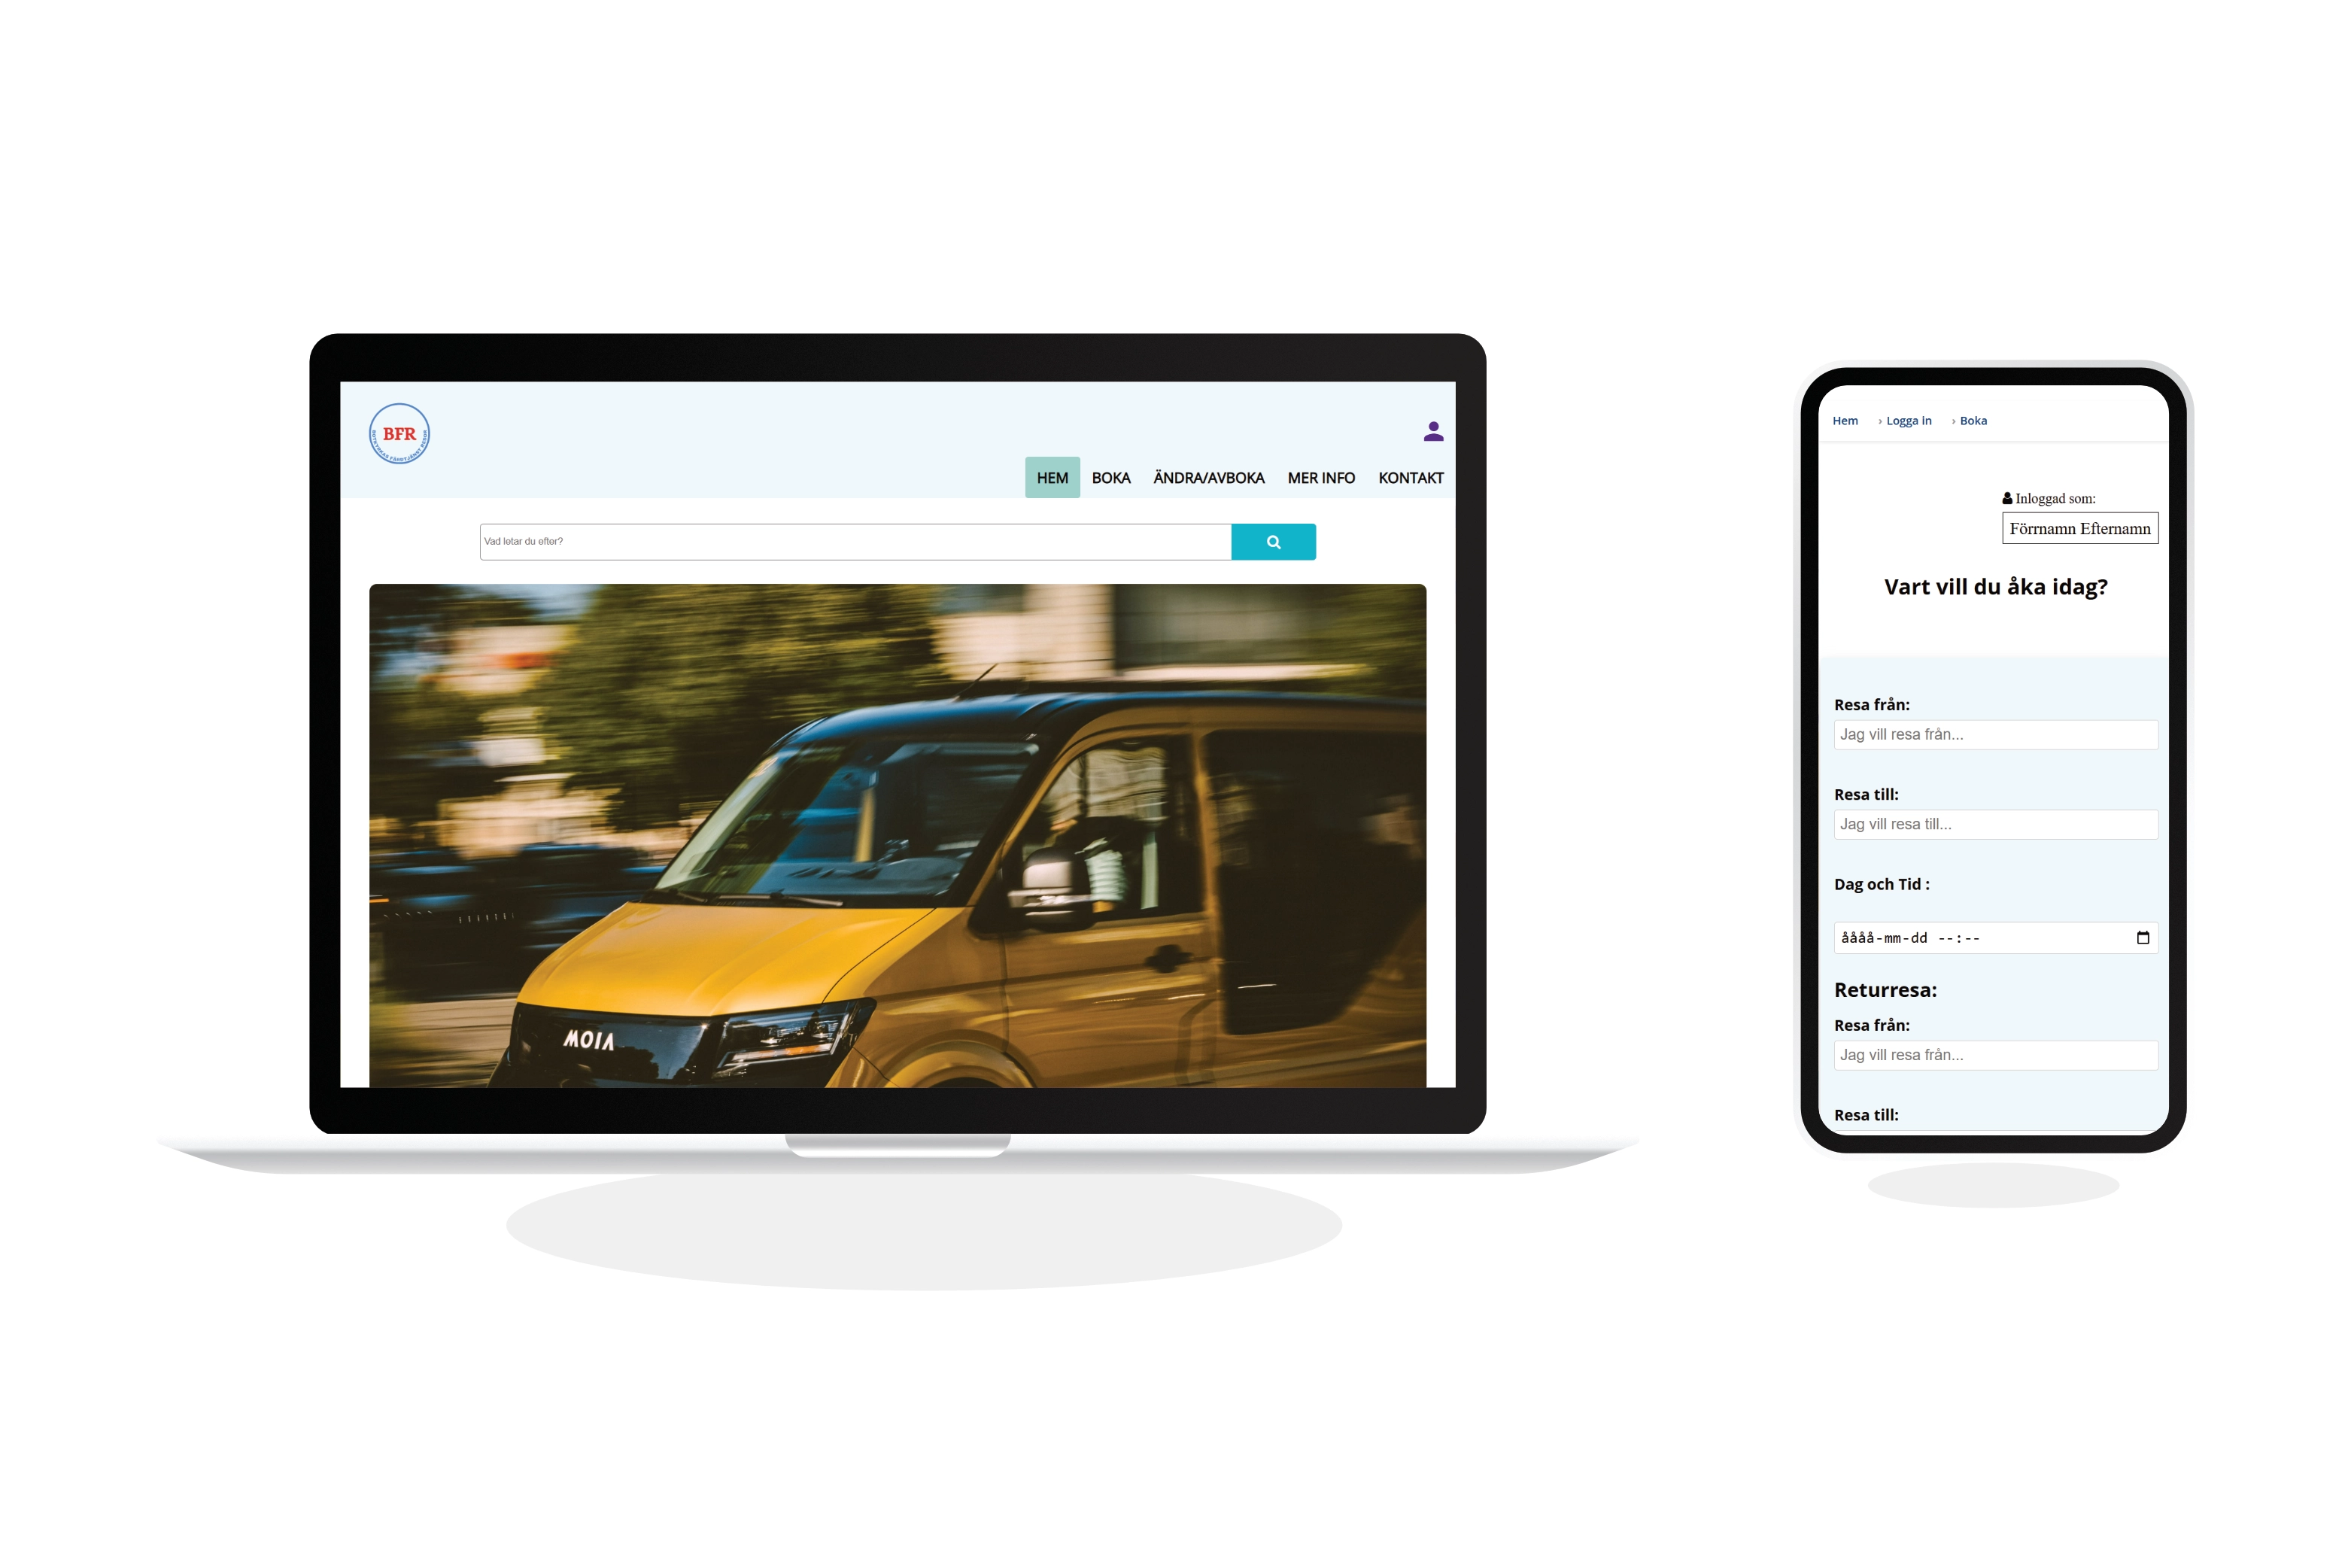 BFR
HEM BOKA ÄNDRA/AVBOKA MER INFO KONTAKT
Vad letar du efter?
MOIA
Hem › Logga in › Boka
Inloggad som:
Förrnamn Efternamn
Vart vill du åka idag?
Resa från:
Jag vill resa från...
Resa till:
Jag vill resa till...
Dag och Tid :
åååå-mm-dd --:--
Returresa:
Resa från:
Jag vill resa från...
Resa till: